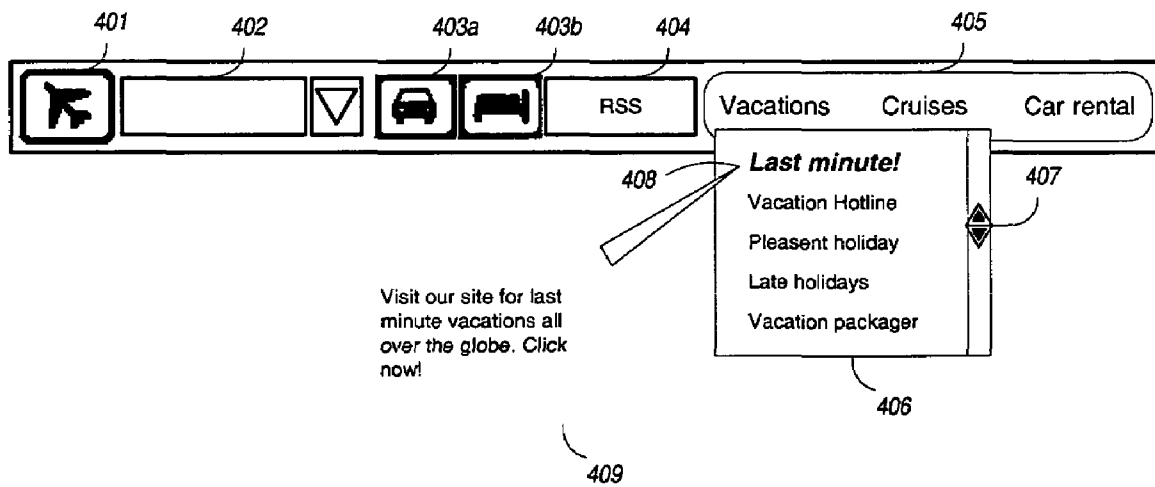 401 402 403a 403b 404 405
RSS Vacations Cruises Car rental
408 Last minute! 407
Vacation Hotline
Pleasent holiday
Late holidays
Vacation packager
Visit our site for last
minute vacations all
over the globe. Click
now!
406
409